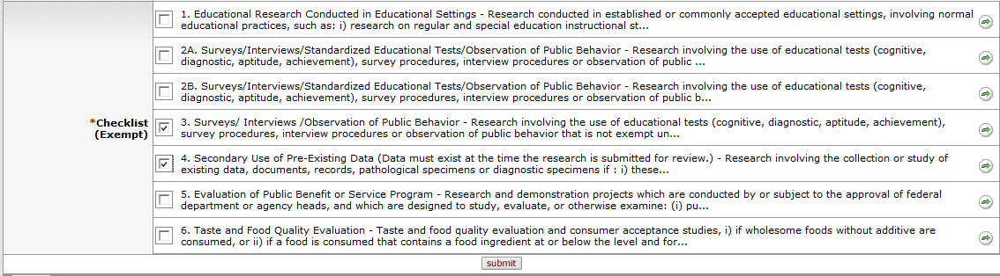 1. Educational Research Conducted in Educational Settings - Research conducted in established or commonly accepted educational settings, involving normal
educational practices, such as: i) research on regular and special education instructional st...
2A. Surveys/Interviews/Standardized Educational Tests/Observation of Public Behavior - Research involving the use of educational tests (cognitive,
diagnostic, aptitude, achievement), survey procedures, interview procedures or observation of public ...
2B. Surveys/Interviews/Standardized Educational Tests/Observation of Public Behavior - Research involving the use of educational tests (cognitive,
diagnostic, aptitude, achievement), survey procedures, interview procedures or observation of public b...
*Checklist
(Exempt)
3. Surveys/ Interviews /Observation of Public Behavior - Research involving the use of educational tests (cognitive, diagnostic, aptitude, achievement),
survey procedures, interview procedures or observation of public behavior that is not exempt un...
4. Secondary Use of Pre-Existing Data (Data must exist at the time the research is submitted for review.) - Research involving the collection or study of
existing data, documents, records, pathological specimens or diagnostic specimens if : i) these...
5. Evaluation of Public Benefit or Service Program - Research and demonstration projects which are conducted by or subject to the approval of federal
department or agency heads, and which are designed to study, evaluate, or otherwise examine: (i) pu...
6. Taste and Food Quality Evaluation - Taste and food quality evaluation and consumer acceptance studies, i) if wholesome foods without additive are
consumed, or ii) if a food is consumed that contains a food ingredient at or below the level and for...
submit